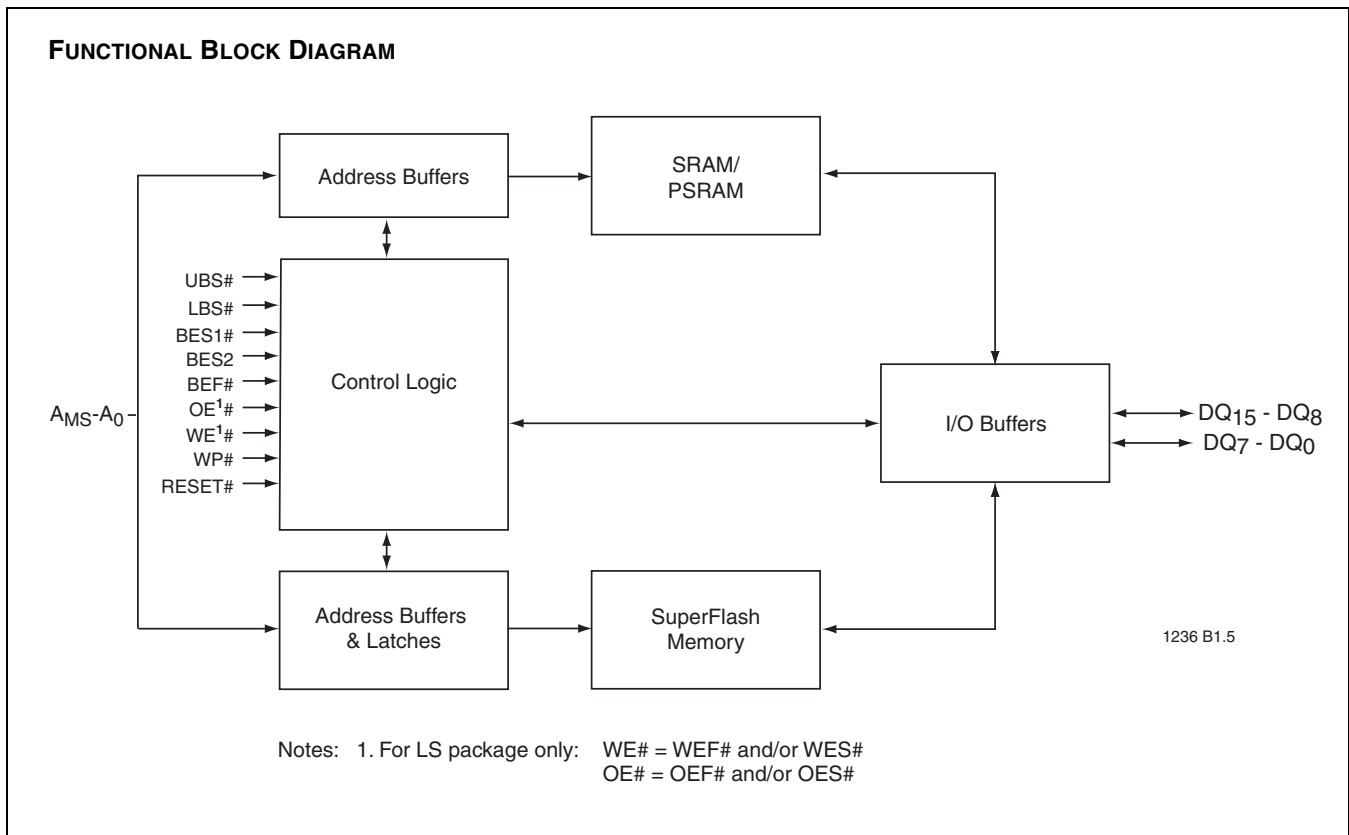 FUNCTIONAL BLOCK DIAGRAM
Address Buffers
SRAM/
PSRAM
UBS#
LBS#
BES1#
BES2
BEF#
OE¹#
WE¹#
WP#
RESET#
Control Logic
AMS-A0
I/O Buffers
DQ15 - DQ8
DQ7 - DQ0
Address Buffers
& Latches
SuperFlash
Memory
1236 B1.5
Notes: 1. For LS package only: WE# = WEF# and/or WES#
OE# = OEF# and/or OES#